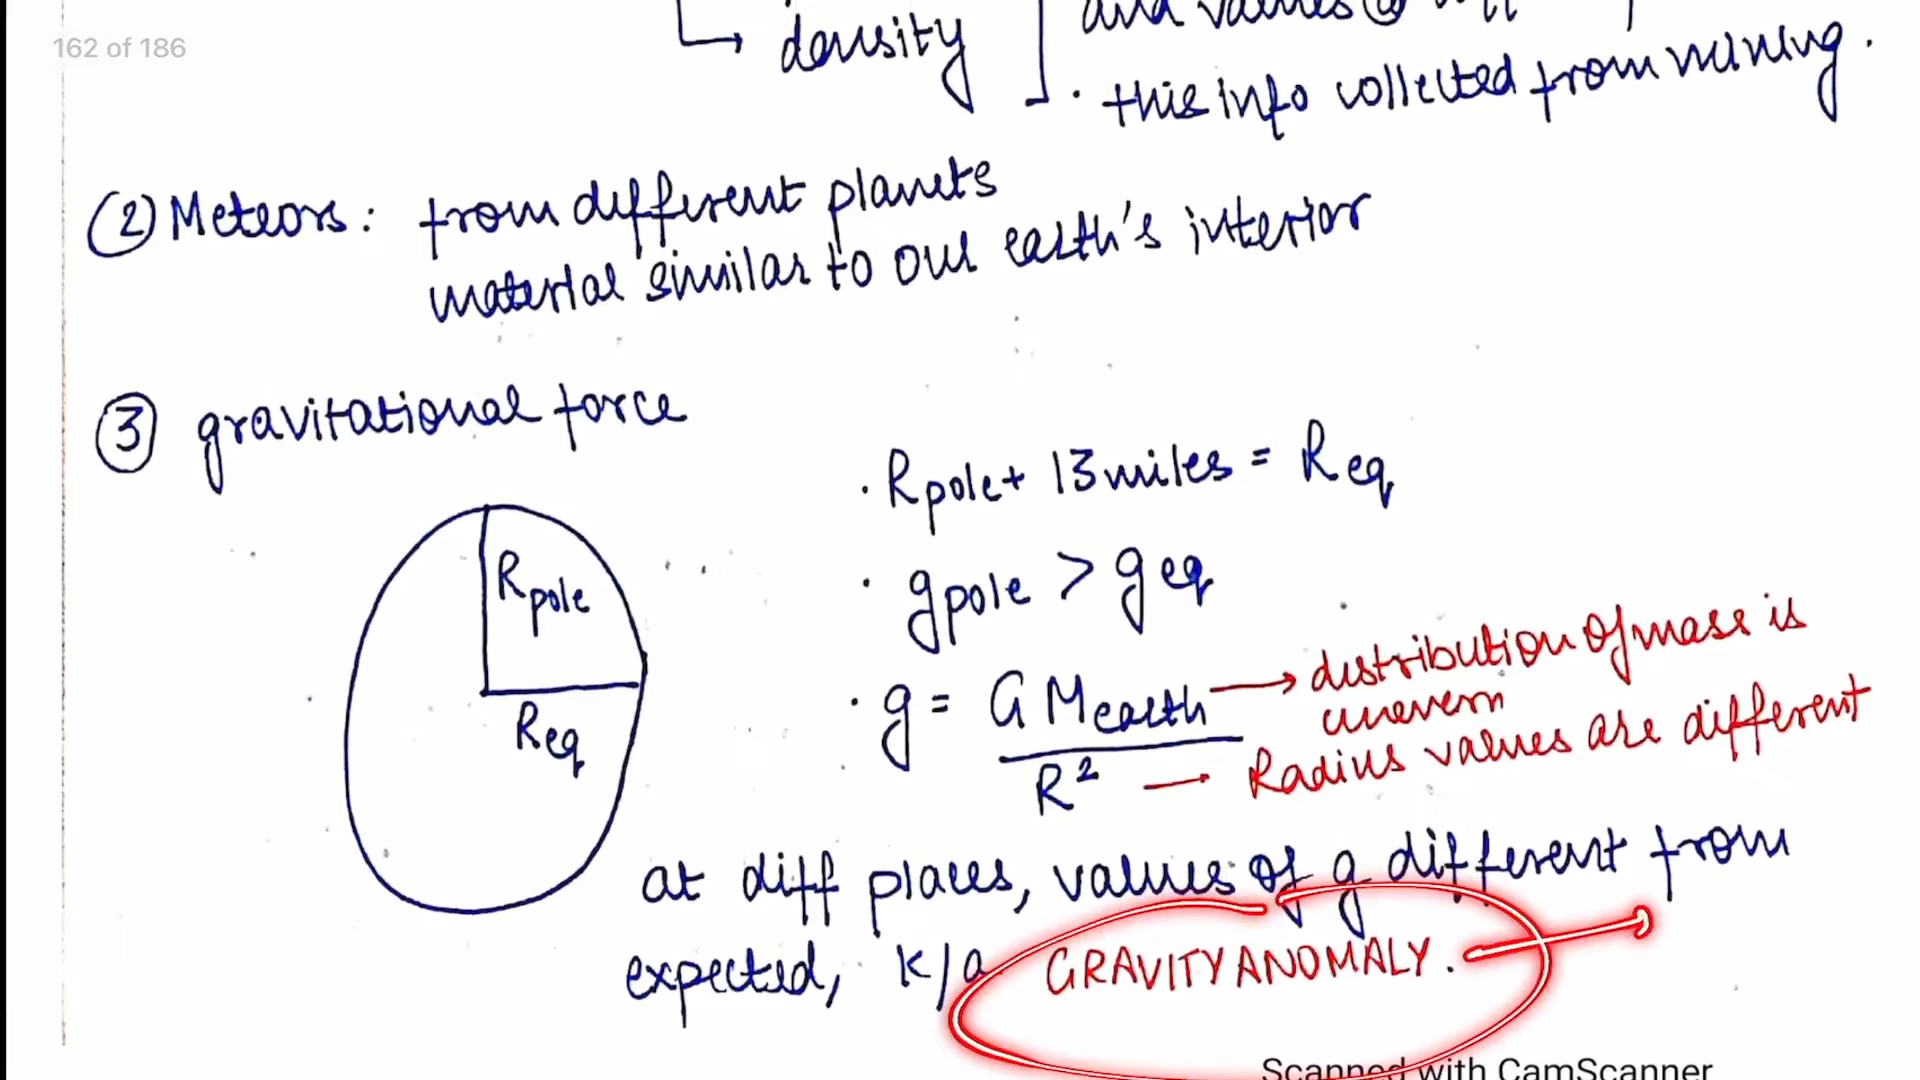 162 of 186
density
this info collected from mining.
(2) Meteors: from different planets
material similar to our earth's interior
(3) gravitational force
Rpole
Req
· Rpole + 13 miles = Req
· gpole > geq
· g = G Mearth → distribution of mass is
uneven
R² — Radius values are different
at diff places, values of g different from
expected, k/a GRAVITY ANOMALY.
Scanned with CamScanner